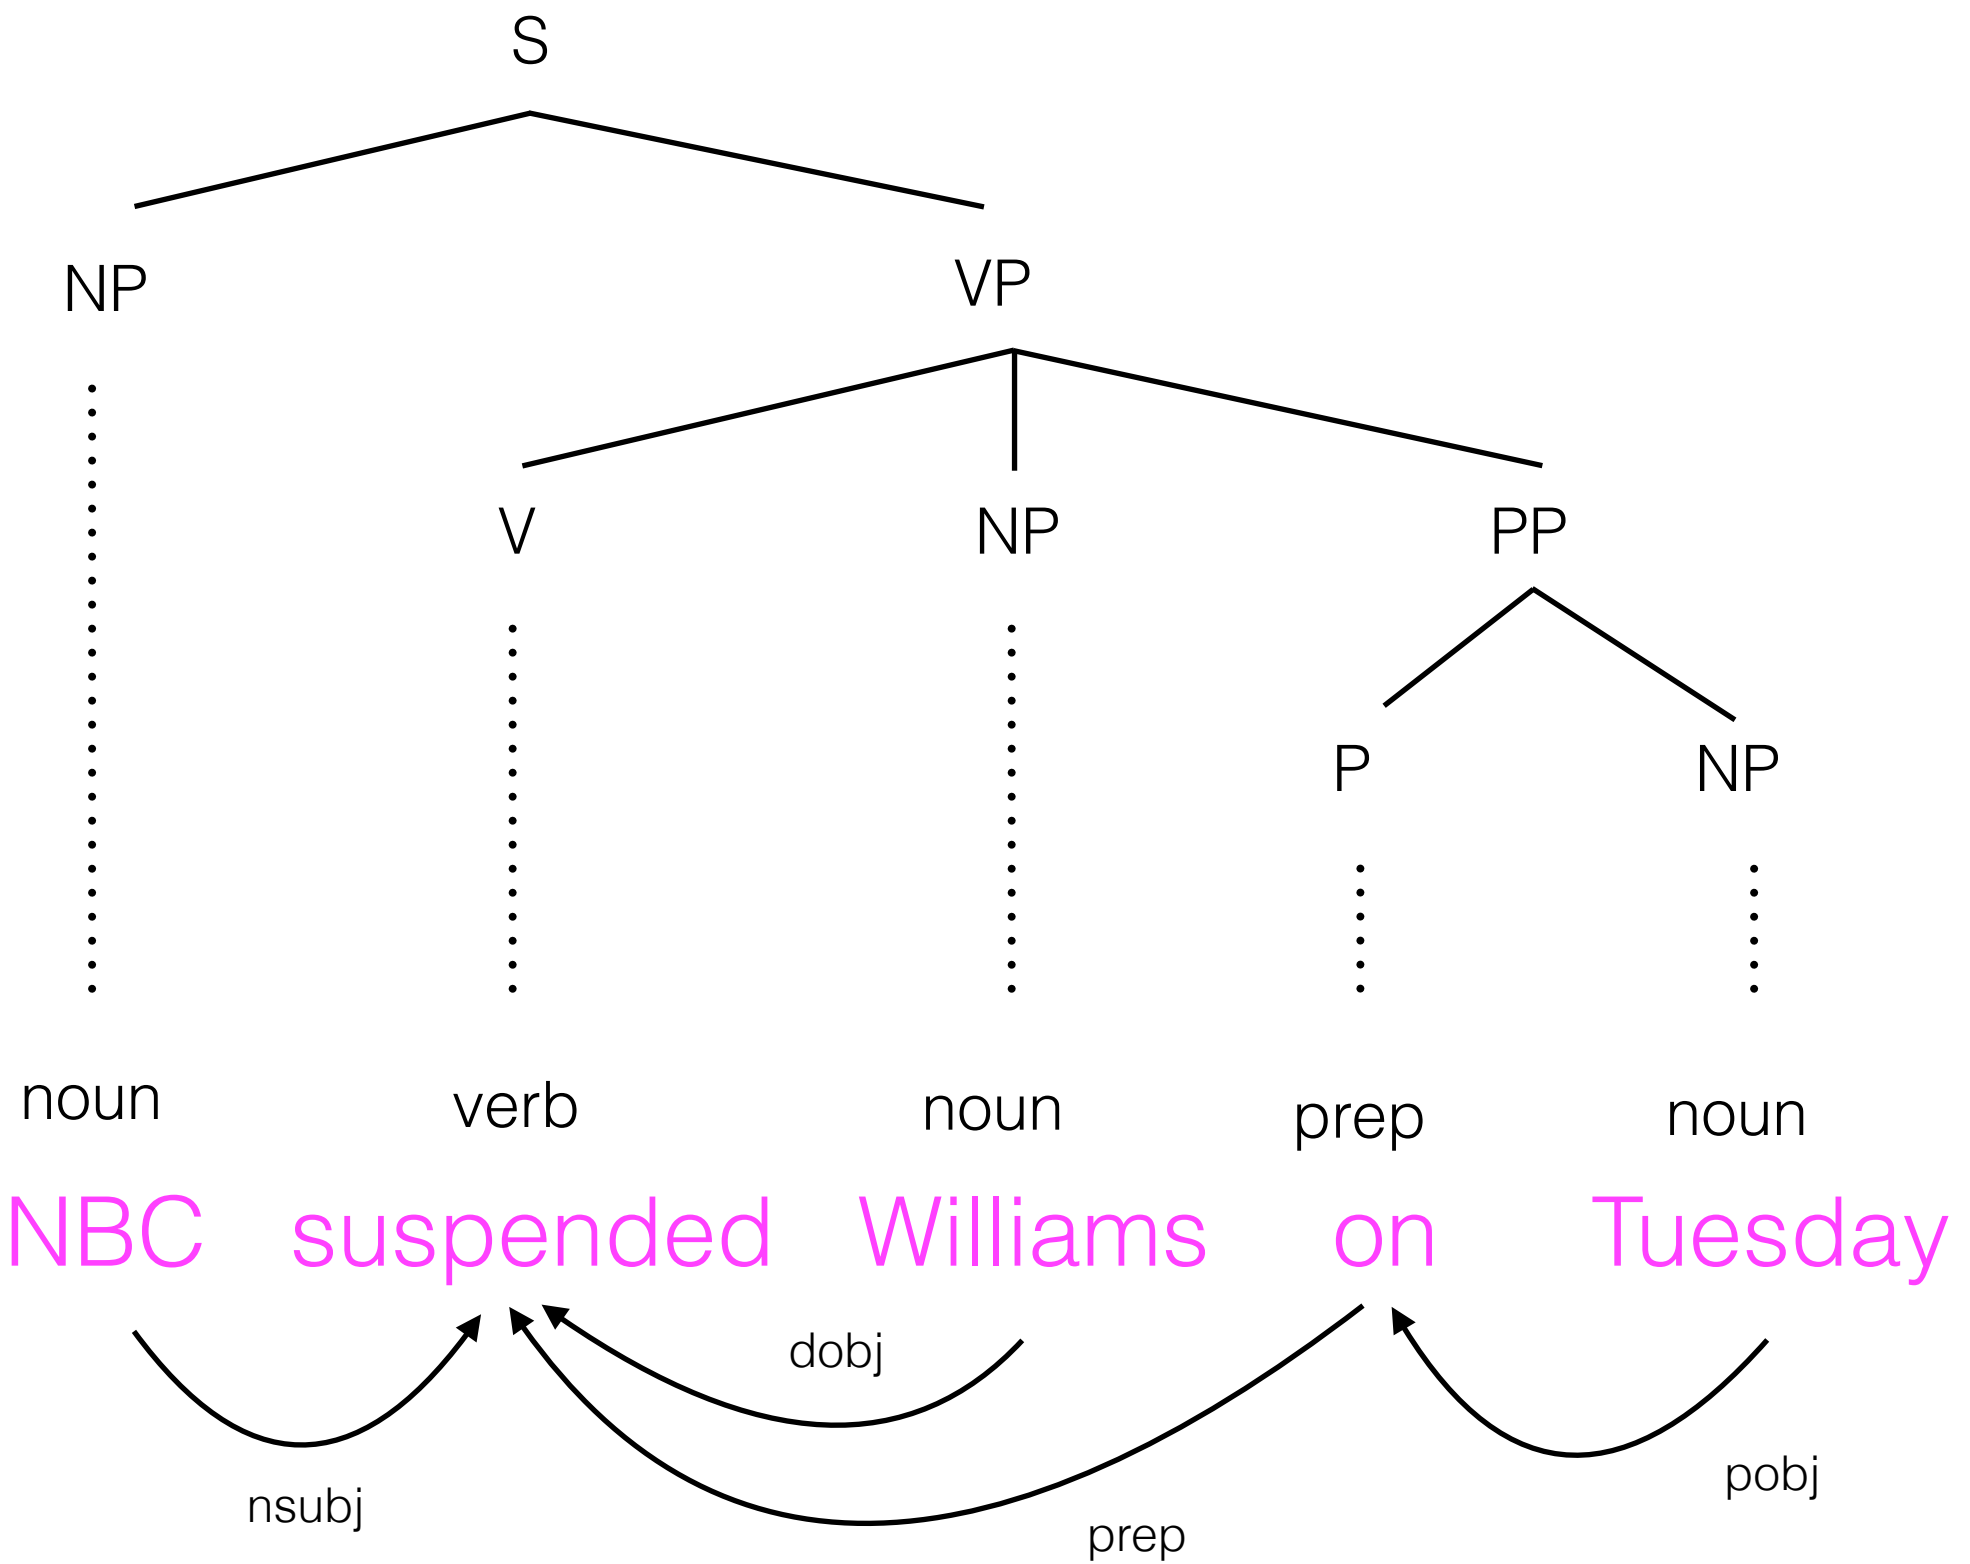 S
NP VP
V NP PP
P NP
noun verb noun prep noun
NBC suspended Williams on Tuesday
dobj
nsubj prep pobj